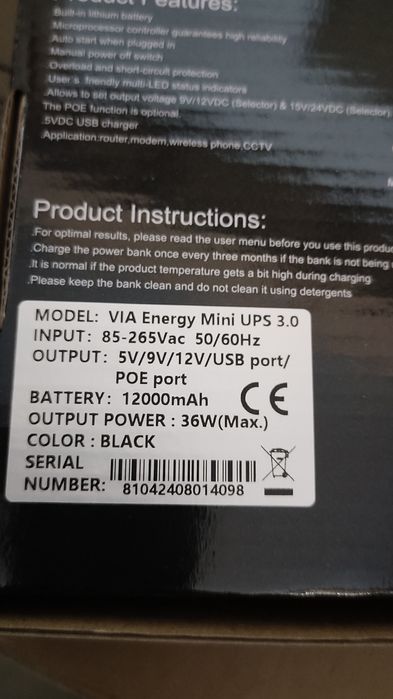 Product Features:
Built-in lithium battery
Microprocessor controller guarantees high reliability
Auto start when plugged in
Manual power off switch
.Overload and short-circuit protection
.User's friendly multi-LED status indicators
.Allows to set output voltage 9V/12VDC (Selector) & 15V/24VDC (Selector)
The POE function is optional
.5VDC USB charger
.Application:router,modem,wireless phone,CCTV
Product Instructions:
.For optimal results, please read the user menu before you use this produ
.Charge the power bank once every three months if the bank is not being
.It is normal if the product temperature gets a bit high during charging
.Please keep the bank clean and do not clean it using detergents
MODEL: VIA Energy Mini UPS 3.0
INPUT: 85-265Vac 50/60Hz
OUTPUT: 5V/9V/12V/USB port/
POE port
BATTERY: 12000mAh
CE
OUTPUT POWER : 36W(Max.)
COLOR : BLACK
SERIAL
NUMBER: 81042408014098